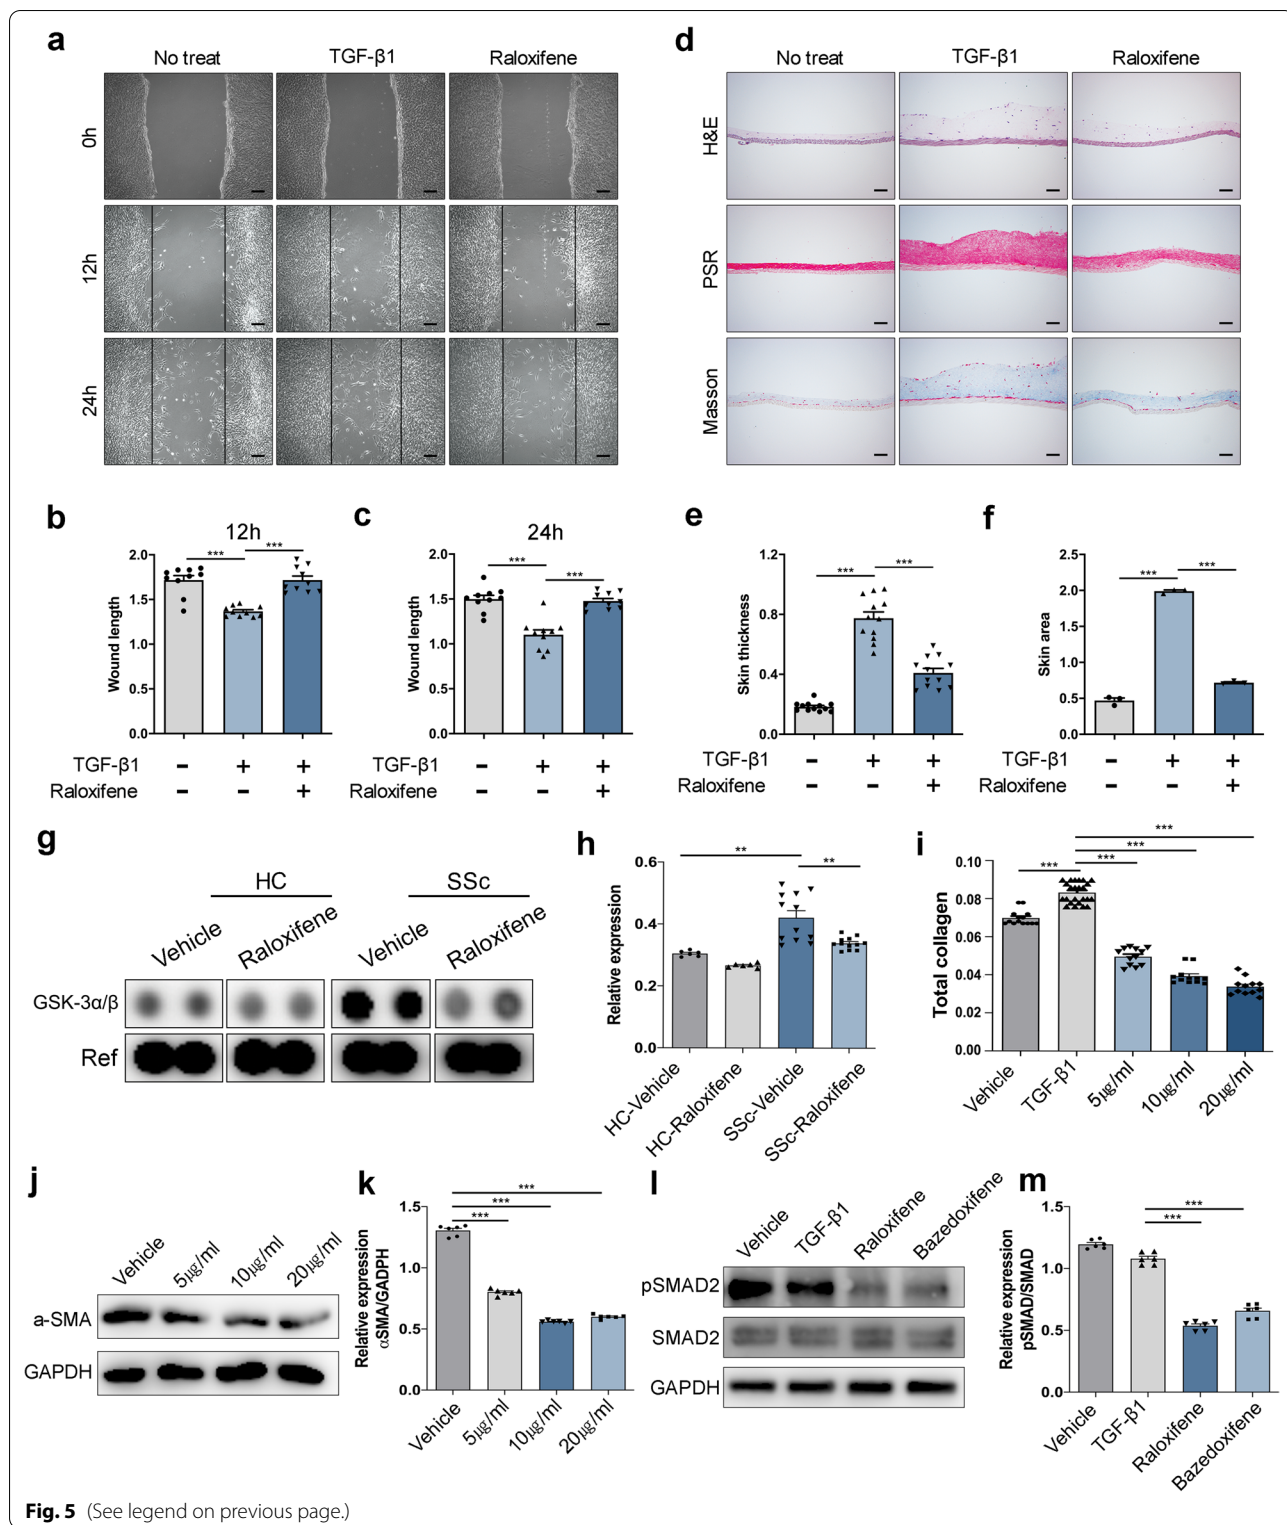 a
No treat TGF-β1 Raloxifene
0h
12h
24h
d
No treat TGF-β1 Raloxifene
H&E
PSR
Masson
b
12h
*** ***
Wound length
2.0
1.5
1.0
0.5
0.0
TGF-β1 − + +
Raloxifene − − +
c
24h
*** ***
Wound length
2.0
1.5
1.0
0.5
0.0
TGF-β1 − + +
Raloxifene − − +
e
*** ***
Skin thickness
1.2
0.8
0.4
0.0
TGF-β1 − + +
Raloxifene − − +
f
*** ***
Skin area
2.5
2.0
1.5
1.0
0.5
0.0
TGF-β1 − + +
Raloxifene − − +
g
HC SSc
Vehicle Raloxifene Vehicle Raloxifene
GSK-3α/β
Ref
h
** **
Relative expression
0.6
0.4
0.2
0.0
HC-Vehicle HC-Raloxifene SSc-Vehicle SSc-Raloxifene
i
***
***
*** ***
Total collagen
0.10
0.08
0.06
0.04
0.02
0.00
Vehicle TGF-β1 5μg/ml 10μg/ml 20μg/ml
j
Vehicle 5μg/ml 10μg/ml 20μg/ml
a-SMA
GAPDH
k
***
***
***
Relative expression
αSMA/GADPH
1.5
1.0
0.5
0.0
Vehicle 5μg/ml 10μg/ml 20μg/ml
l
Vehicle TGF-β1 Raloxifene Bazedoxifene
pSMAD2
SMAD2
GAPDH
m
***
***
Relative expression
pSMAD/SMAD
1.5
1.0
0.5
0.0
Vehicle TGF-β1 Raloxifene Bazedoxifene
Fig. 5 (See legend on previous page.)